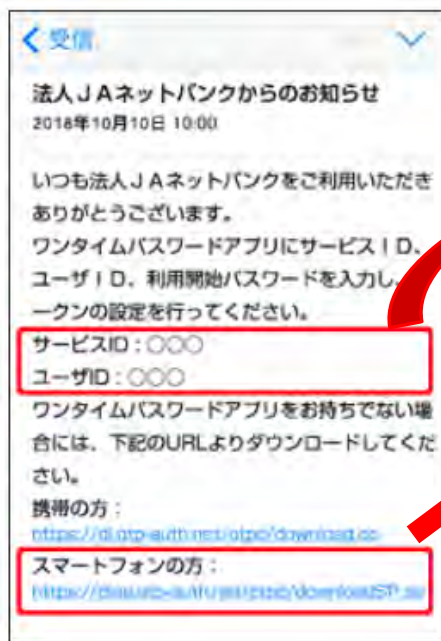 受信
法人JAネットバンクからのお知らせ
2018年10月10日 10:00
いつも法人JAネットバンクをご利用いただき
ありがとうございます。
ワンタイムパスワードアプリにサービスID、
ユーザID、利用開始パスワードを入力し、
ークンの設定を行ってください。
サービスID:○○○
ユーザID:○○○
ワンタイムパスワードアプリをお持ちでない場
合には、下記のURLよりダウンロードしてくだ
さい。
携帯の方:
スマートフォンの方: